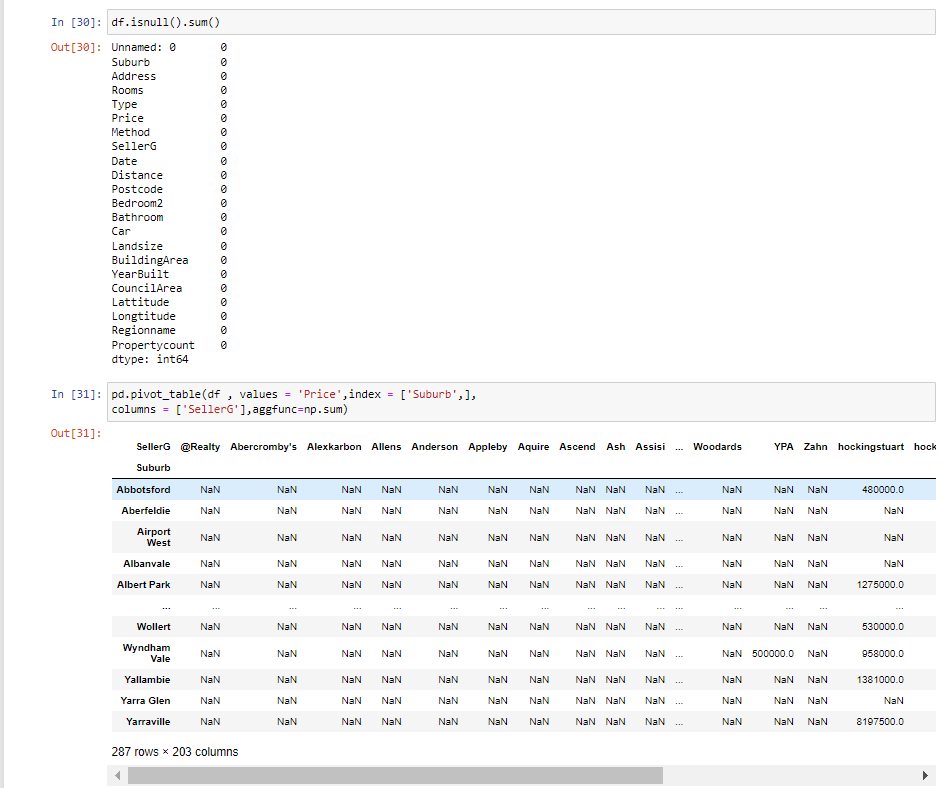 In [30]: df.isnull().sum()
Out[30]: Unnamed: 0 0
Suburb 0
Address 0
Rooms 0
Type 0
Price 0
Method 0
SellerG 0
Date 0
Distance 0
Postcode 0
Bedroom2 0
Bathroom 0
Car 0
Landsize 0
BuildingArea 0
YearBuilt 0
CouncilArea 0
Lattitude 0
Longtitude 0
Regionname 0
Propertycount 0
dtype: int64
In [31]: pd.pivot_table(df , values = 'Price',index = ['Suburb',],
columns = ['SellerG'],aggfunc=np.sum)
Out[31]:
SellerG @Realty Abercromby's Alexkarbon Allens Anderson Appleby Aquire Ascend Ash Assisi ... Woodards YPA Zahn hockingstuart hock
Suburb
Abbotsford NaN NaN NaN NaN NaN NaN NaN NaN NaN NaN ... NaN NaN NaN 480000.0
Aberfeldie NaN NaN NaN NaN NaN NaN NaN NaN NaN NaN ... NaN NaN NaN NaN
Airport
West NaN NaN NaN NaN NaN NaN NaN NaN NaN NaN ... NaN NaN NaN NaN
Albanvale NaN NaN NaN NaN NaN NaN NaN NaN NaN NaN ... NaN NaN NaN NaN
Albert Park NaN NaN NaN NaN NaN NaN NaN NaN NaN NaN ... NaN NaN NaN 1275000.0
... ... ... ... ... ... ... ... ... ... ... ... ... ... ... ...
Wollert NaN NaN NaN NaN NaN NaN NaN NaN NaN NaN ... NaN NaN NaN 530000.0
Wyndham
Vale NaN NaN NaN NaN NaN NaN NaN NaN NaN NaN ... NaN 500000.0 NaN 958000.0
Yallambie NaN NaN NaN NaN NaN NaN NaN NaN NaN NaN ... NaN NaN NaN 1381000.0
Yarra Glen NaN NaN NaN NaN NaN NaN NaN NaN NaN NaN ... NaN NaN NaN NaN
Yarraville NaN NaN NaN NaN NaN NaN NaN NaN NaN NaN ... NaN NaN NaN 8197500.0
287 rows × 203 columns